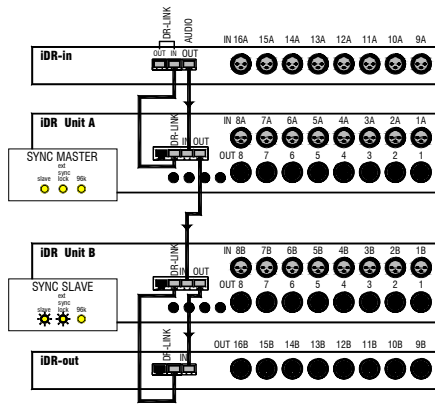 DR-LINK
AUDIO
OUT IN OUT
iDR-in
IN 16A 15A 14A 13A 12A 11A 10A 9A
iDR Unit A
DR-LINK
IN OUT
IN 8A 7A 6A 5A 4A 3A 2A 1A
OUT 8 7 6 5 4 3 2 1
SYNC MASTER
slave ext sync lock 96k
iDR Unit B
DR-LINK
IN OUT
IN 8B 7B 6B 5B 4B 3B 2B 1B
OUT 8 7 6 5 4 3 2 1
SYNC SLAVE
slave ext sync lock 96k
iDR-out
DR-LINK
IN
OUT 16B 15B 14B 13B 12B 11B 10B 9B